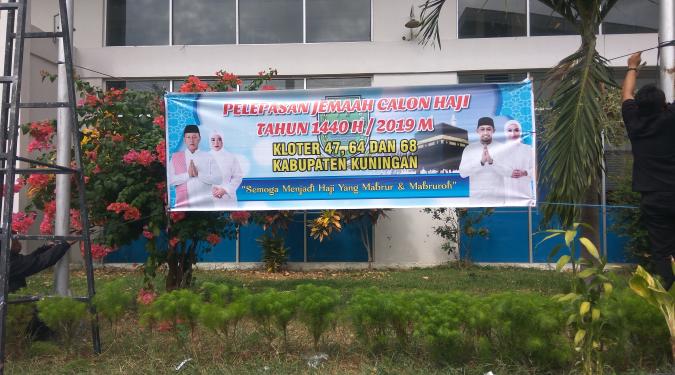 PELEPASAN JEMAAH CALON HAJI
TAHUN 1440 H / 2019 M
KLOTER 47, 64 DAN 68
KABUPATEN KUNINGAN
"Semoga Menjadi Haji Yang Mabrur & Mabruroh"